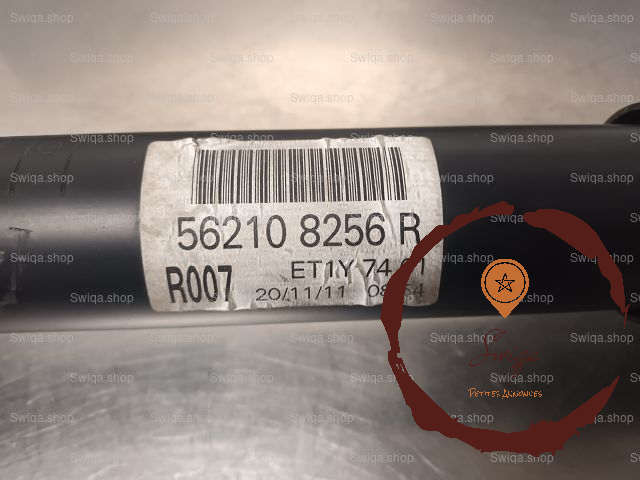 56210 8256 R
R007
ET1Y 74
20/11/11
Swiqa.shop
PETITES ANNONCES